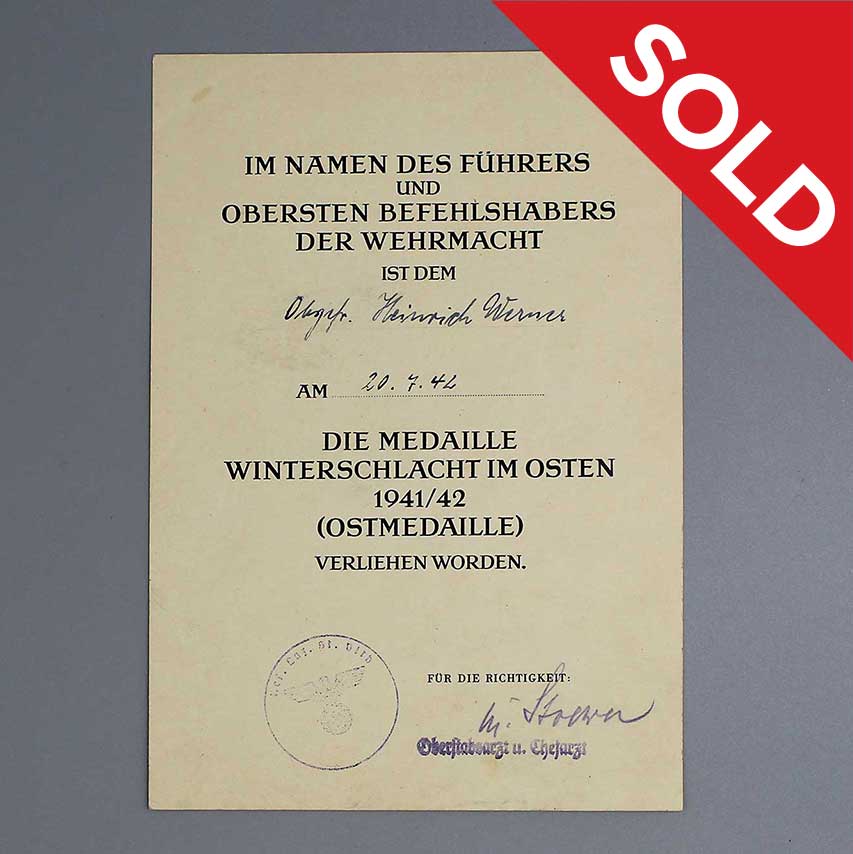 SOLD
IM NAMEN DES FÜHRERS
UND
OBERSTEN BEFEHLSHABERS
DER WEHRMACHT
IST DEM
Obgefr. Heinrich Werner
AM 20.7.42
DIE MEDAILLE
WINTERSCHLACHT IM OSTEN
1941/42
(OSTMEDAILLE)
VERLIEHEN WORDEN.
FÜR DIE RICHTIGKEIT:
Oberstabsarzt u. Chefarzt